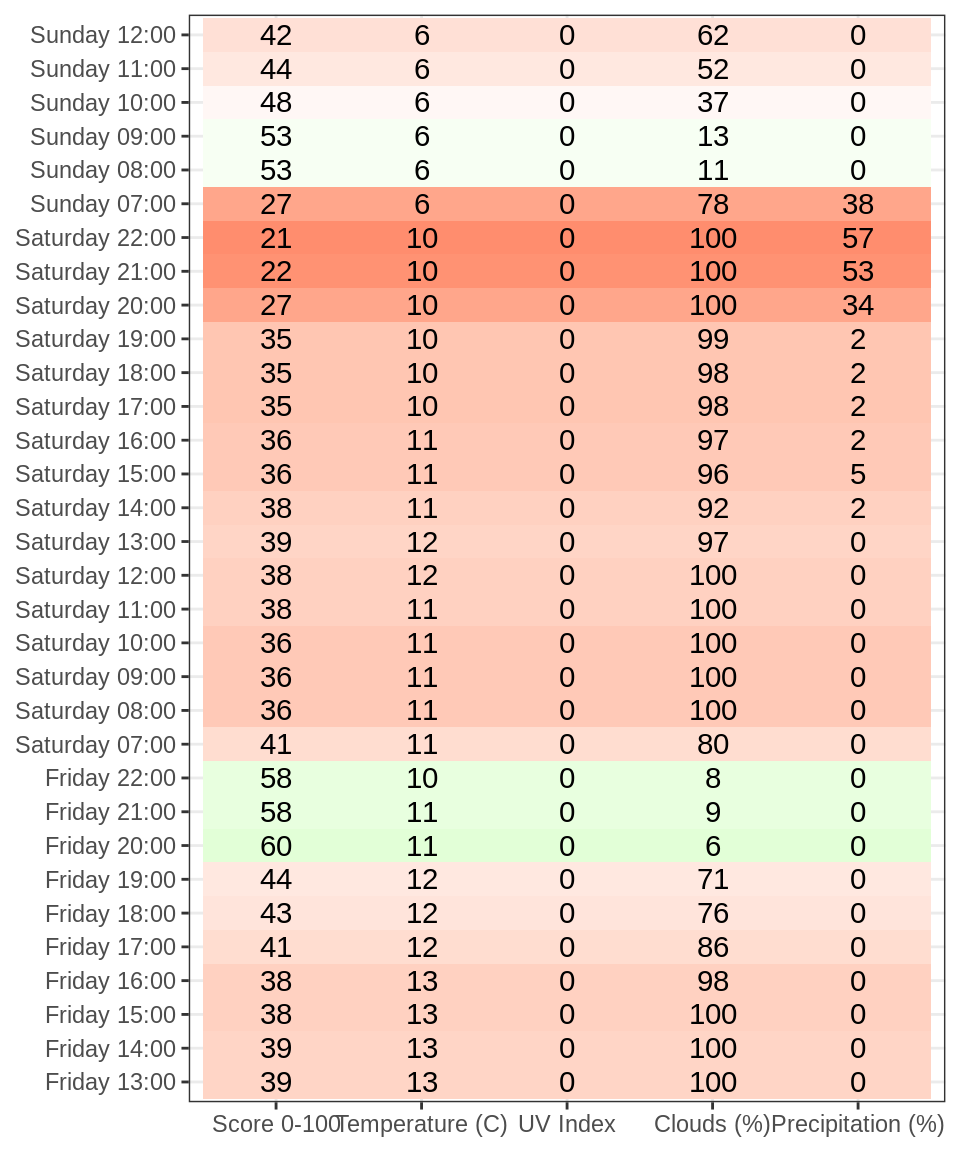 Sunday 12:00 42 6 0 62 0
Sunday 11:00 44 6 0 52 0
Sunday 10:00 48 6 0 37 0
Sunday 09:00 53 6 0 13 0
Sunday 08:00 53 6 0 11 0
Sunday 07:00 27 6 0 78 38
Saturday 22:00 21 10 0 100 57
Saturday 21:00 22 10 0 100 53
Saturday 20:00 27 10 0 100 34
Saturday 19:00 35 10 0 99 2
Saturday 18:00 35 10 0 98 2
Saturday 17:00 35 10 0 98 2
Saturday 16:00 36 11 0 97 2
Saturday 15:00 36 11 0 96 5
Saturday 14:00 38 11 0 92 2
Saturday 13:00 39 12 0 97 0
Saturday 12:00 38 12 0 100 0
Saturday 11:00 38 11 0 100 0
Saturday 10:00 36 11 0 100 0
Saturday 09:00 36 11 0 100 0
Saturday 08:00 36 11 0 100 0
Saturday 07:00 41 11 0 80 0
Friday 22:00 58 10 0 8 0
Friday 21:00 58 11 0 9 0
Friday 20:00 60 11 0 6 0
Friday 19:00 44 12 0 71 0
Friday 18:00 43 12 0 76 0
Friday 17:00 41 12 0 86 0
Friday 16:00 38 13 0 98 0
Friday 15:00 38 13 0 100 0
Friday 14:00 39 13 0 100 0
Friday 13:00 39 13 0 100 0
Score 0-100 Temperature (C) UV Index Clouds (%) Precipitation (%)